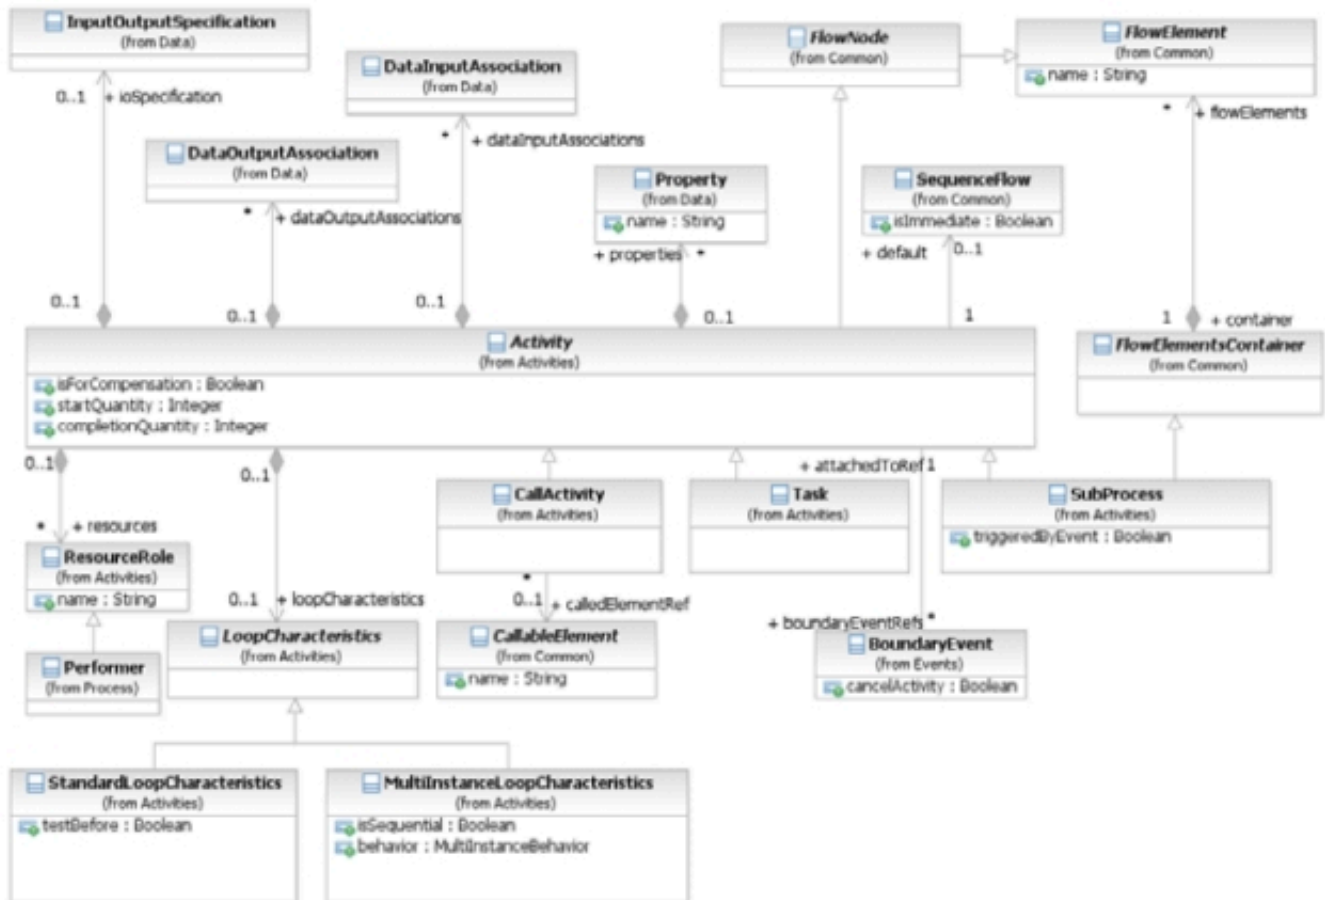 InputOutputSpecification
(from Data)
FlowNode
(from Common)
FlowElement
(from Common)
name : String
DataInputAssociation
(from Data)
0..1 + ioSpecification
* + flowElements
* + dataInputAssociations
DataOutputAssociation
(from Data)
Property
(from Data)
name : String
SequenceFlow
(from Common)
isImmediate : Boolean
* + dataOutputAssociations
+ properties *
+ default 0..1
0..1
0..1
0..1
0..1
1
1 + container
Activity
(from Activities)
isForCompensation : Boolean
startQuantity : Integer
completionQuantity : Integer
FlowElementsContainer
(from Common)
0..1
0..1
+ attachedToRef 1
CallActivity
(from Activities)
Task
(from Activities)
SubProcess
(from Activities)
triggeredByEvent : Boolean
* + resources
ResourceRole
(from Activities)
name : String
0..1 + loopCharacteristics
*
0..1 + calledElementRef
+ boundaryEventRefs *
LoopCharacteristics
(from Activities)
CallableElement
(from Common)
name : String
BoundaryEvent
(from Events)
cancelActivity : Boolean
Performer
(from Process)
StandardLoopCharacteristics
(from Activities)
testBefore : Boolean
MultiInstanceLoopCharacteristics
(from Activities)
isSequential : Boolean
behavior : MultiInstanceBehavior